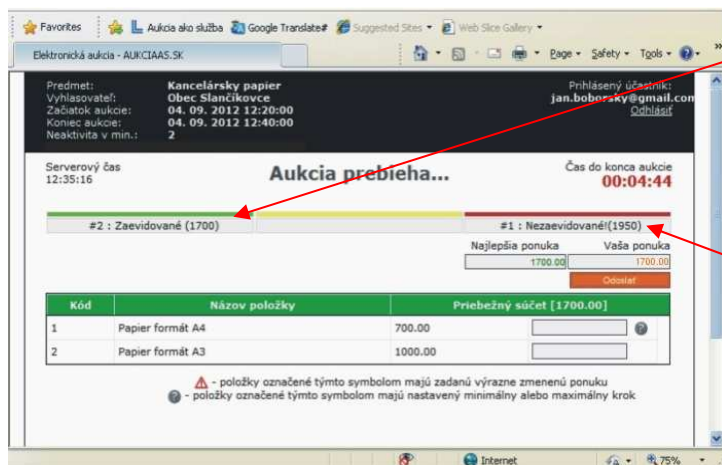 Favorites Aukcia ako služba Google Translate# Suggested Sites Web Slice Gallery
Elektronická aukcia - AUKCIAAS.SK Page Safety Tools »
Predmet: Kancelársky papier Prihlásený účastník:
Vyhlasovateľ: Obec Slančíkovce jan.boborsky@gmail.com
Začiatok aukcie: 04. 09. 2012 12:20:00 Odhlásiť
Koniec aukcie: 04. 09. 2012 12:40:00
Neaktivita v min.: 2
Serverový čas Aukcia prebieha... Čas do konca aukcie
12:35:16 00:04:44
#2 : Zaevidované (1700) #1 : Nezaevidované!(1950)
Najlepšia ponuka Vaša ponuka
1700.00 1700.00
Odoslať
Kód Názov položky Priebežný súčet [1700.00]
1 Papier formát A4 700.00 ?
2 Papier formát A3 1000.00
- položky označené týmto symbolom majú zadanú výrazne zmenenú ponuku
? - položky označené týmto symbolom majú nastavený minimálny alebo maximálny krok
Internet 75%